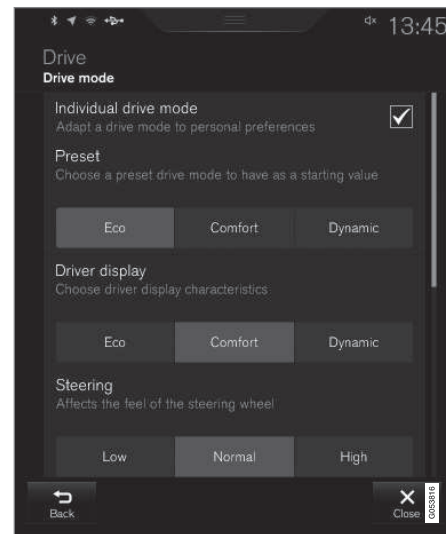 13:45
Drive
Drive mode
Individual drive mode
Adapt a drive mode to personal preferences
Preset
Choose a preset drive mode to have as a starting value
Eco Comfort Dynamic
Driver display
Choose driver display characteristics
Eco Comfort Dynamic
Steering
Affects the feel of the steering wheel
Low Normal High
Back Close
G053816